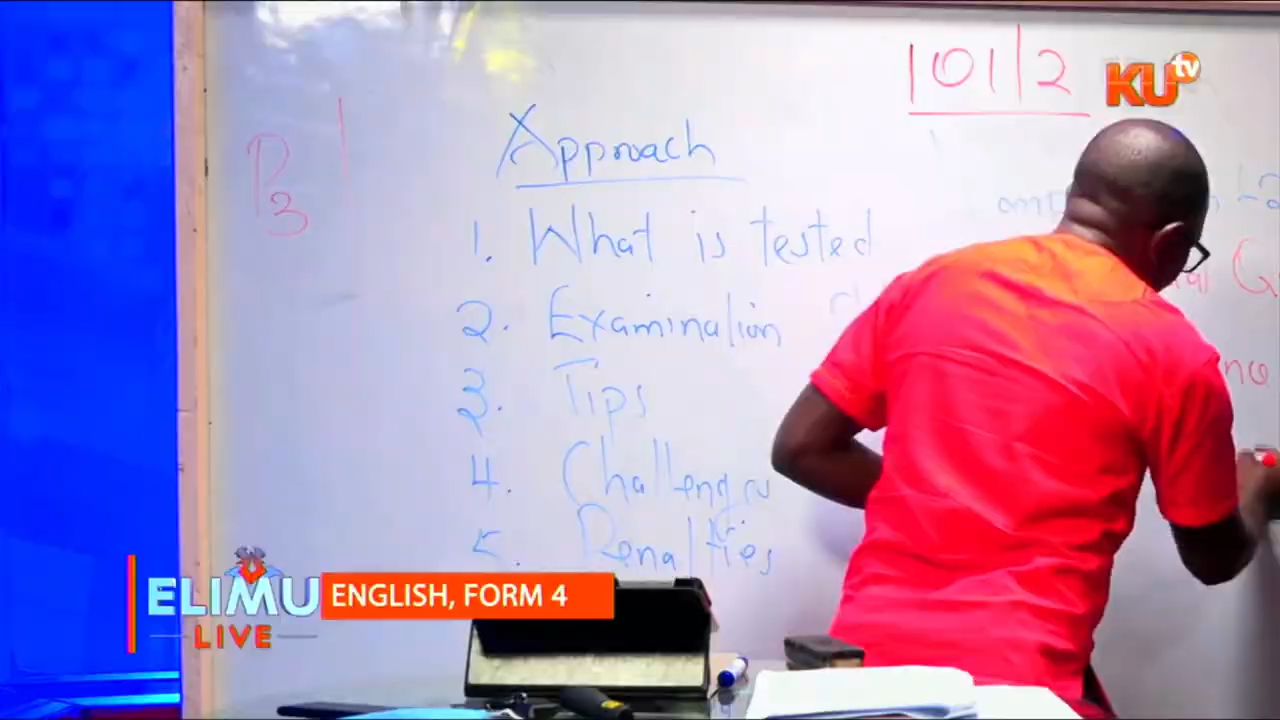 101/2
KU tv
P3
Approach
1. What is tested
2. Examination
3. Tips
4. Challenges
5. Penalties
ELIMU
LIVE
ENGLISH, FORM 4